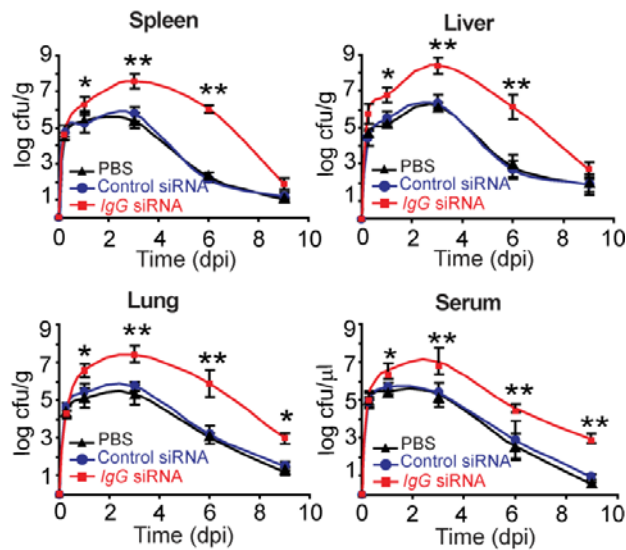 Spleen
log cfu/g
9
7
5
3
1
* ** **
PBS
Control siRNA
IgG siRNA
0 2 4 6 8 10
Time (dpi)
Liver
log cfu/g
9
7
5
3
1
* ** **
PBS
Control siRNA
IgG siRNA
0 2 4 6 8 10
Time (dpi)
Lung
log cfu/g
9
7
5
3
1
* ** ** *
PBS
Control siRNA
IgG siRNA
0 2 4 6 8 10
Time (dpi)
Serum
log cfu/µl
9
7
5
3
1
* ** ** **
PBS
Control siRNA
IgG siRNA
0 2 4 6 8 10
Time (dpi)